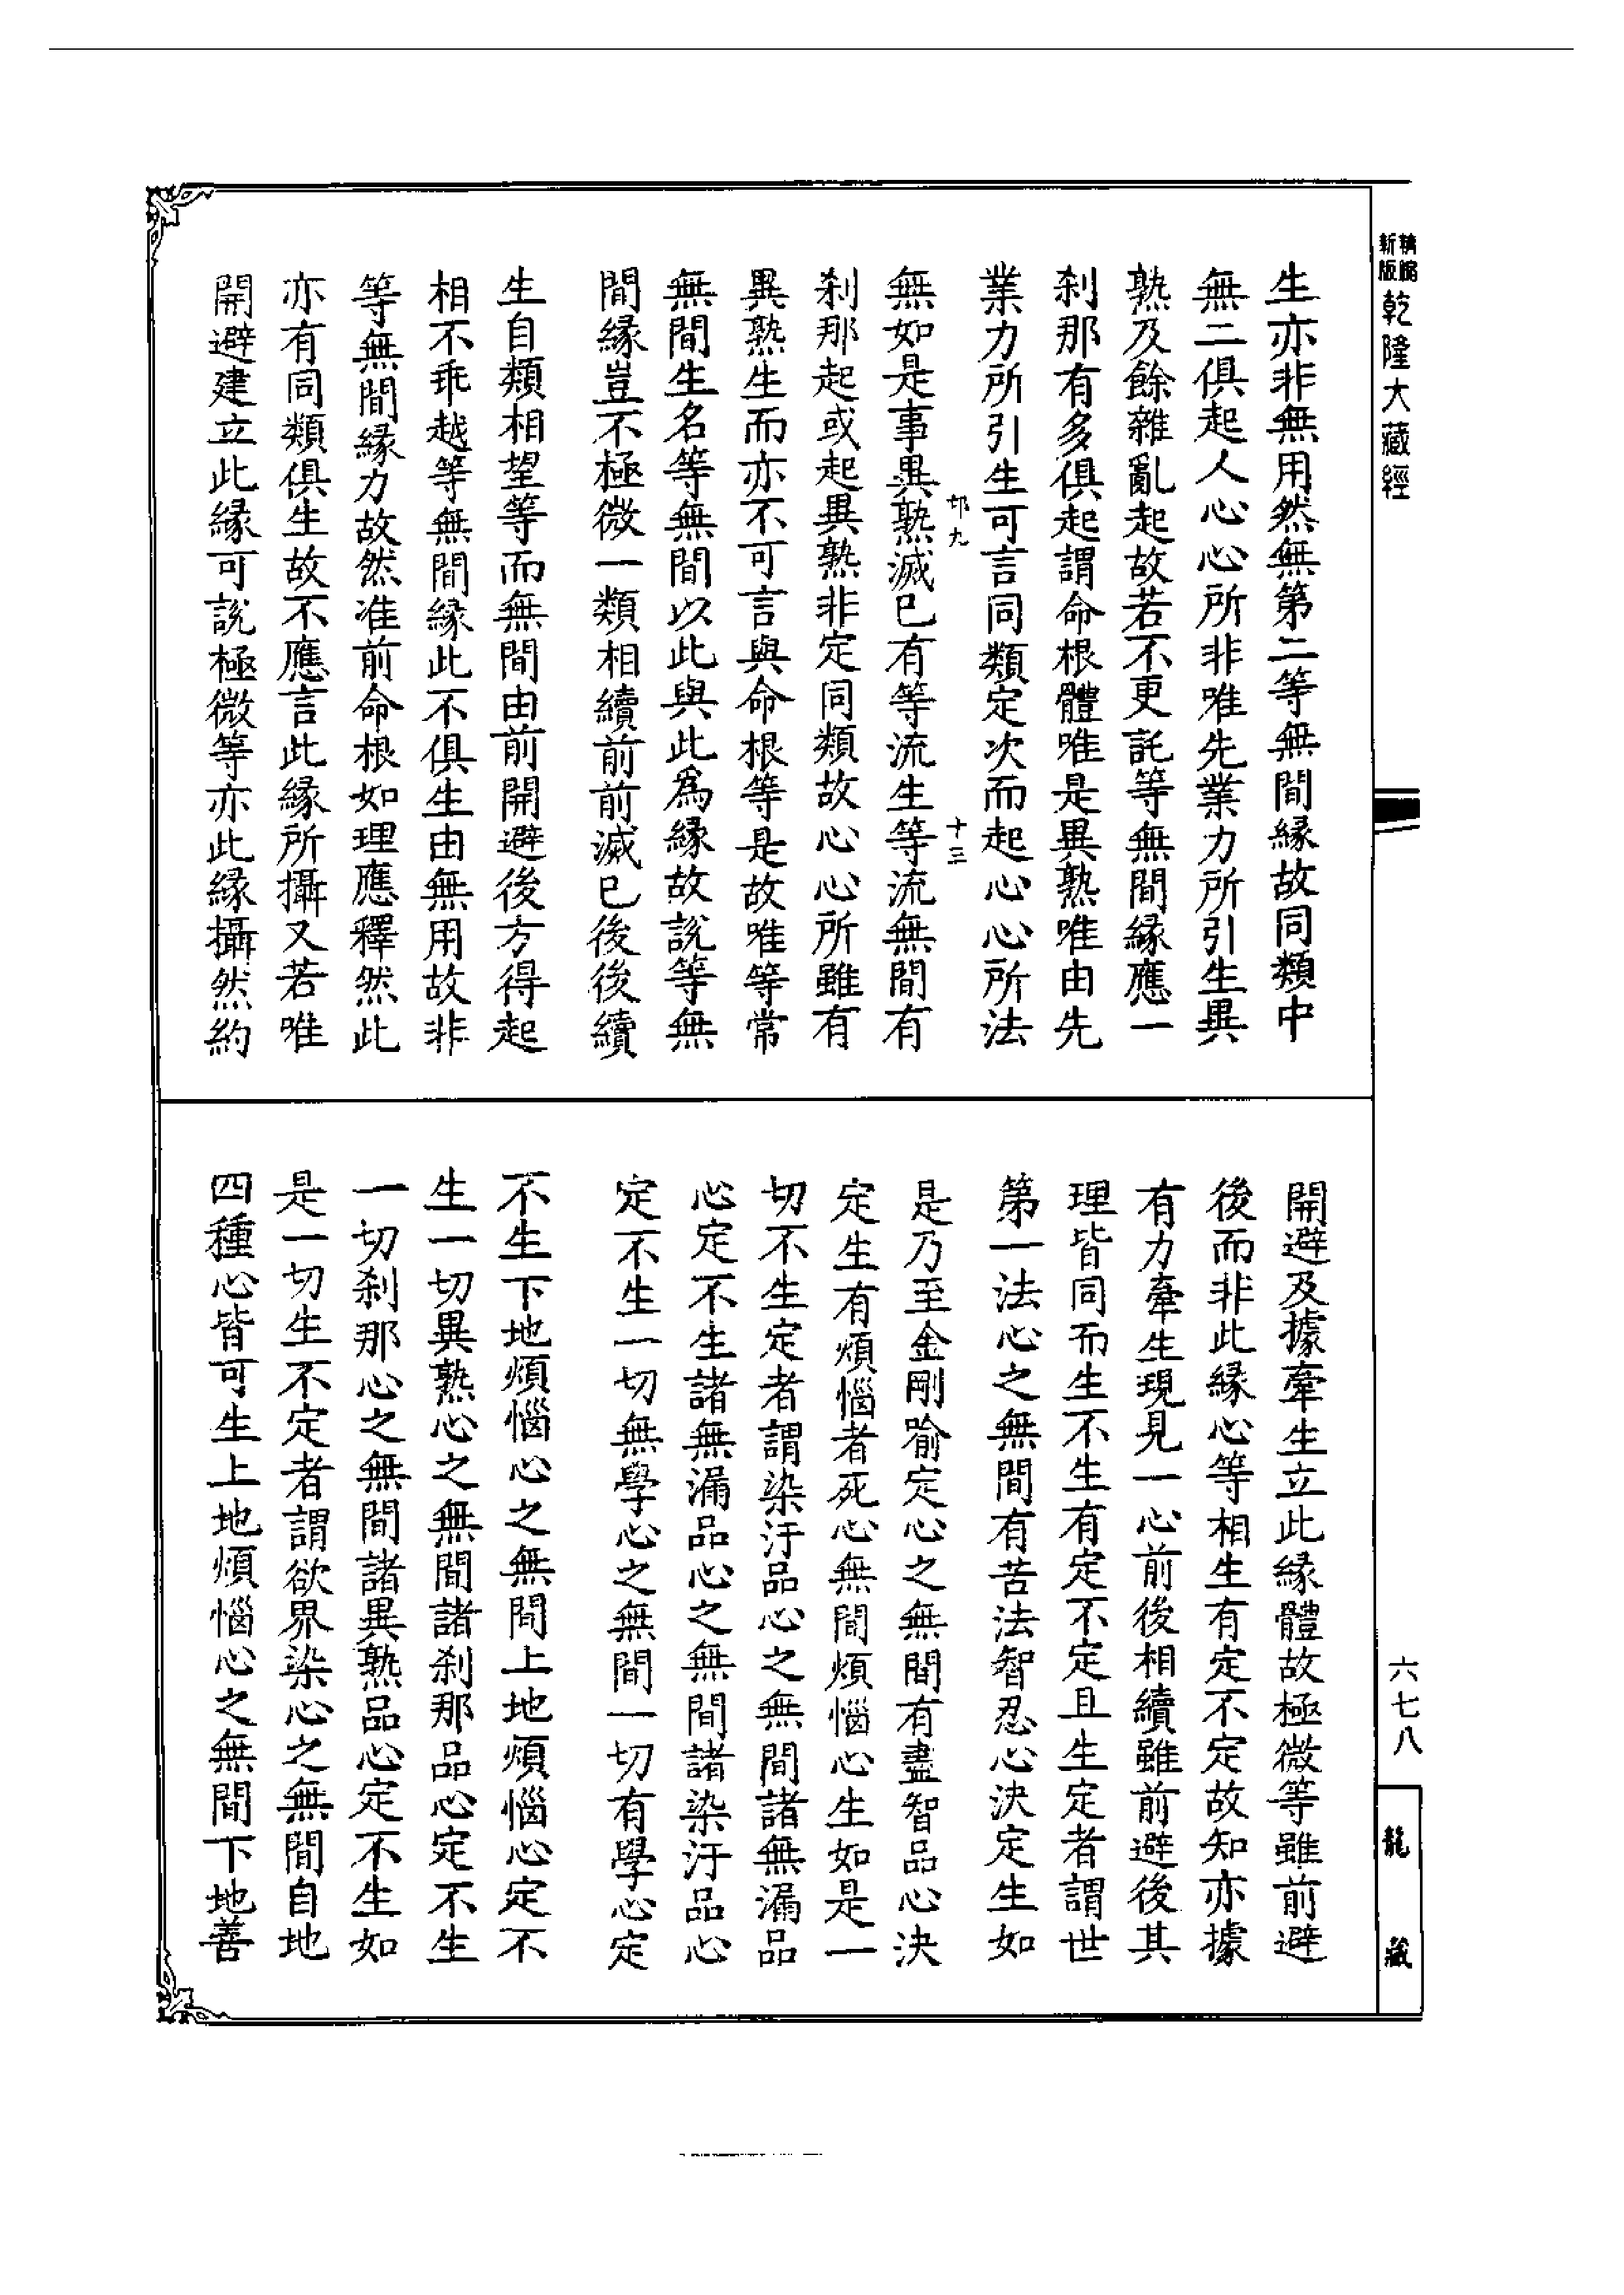 新版精縮乾隆大藏經
六七八
龍藏
生亦非無用然無第二等無間緣故同類中
無二俱起人心心所非唯先業力所引生異
熟及餘雜亂起故若不更託等無間緣應一
刹那有多俱起謂命根體唯是異熟唯由先
業力所引生可言同類定次而起心心所法
十三
無如是事異熟滅已有等流生等流無間有
刹那起或起異熟非定同類故心心所雖有
異熟生而亦不可言與命根等是故唯等常
無間生名等無間以此與此爲緣故說等無
間緣豈不極微一類相續前前滅已後後續
生自類相望等而無間由前開避後方得起
相不乖越等無間緣此不俱生由無用故非
等無間緣力故然准前命根如理應釋然此
亦有同類俱生故不應言此緣所攝又若唯
開避建立此緣可說極微等亦此緣攝然約
開避及據牽生立此緣體故極微等雖前避
後而非此緣心等相生有定不定故知亦據
有力牽生現見一心前後相續雖前避後其
理皆同而生不生有定不定且生定者謂世
第一法心之無間有苦法智忍心決定生如
是乃至金剛喻定心之無間有盡智品心決
定生有煩惱者死心無間煩惱心生如是一
切不生定者謂染汙品心之無間諸無漏品
心定不生諸無漏品心之無間諸染汙品心
定不生一切無學心之無間一切有學心定
不生下地煩惱心之無間上地煩惱心定不
生一切異熟心之無間諸刹那品心定不生
一切刹那心之無間諸異熟品心定不生如
是一切生不定者謂欲界染心之無間自地
四種心皆可生上地煩惱心之無間下地善